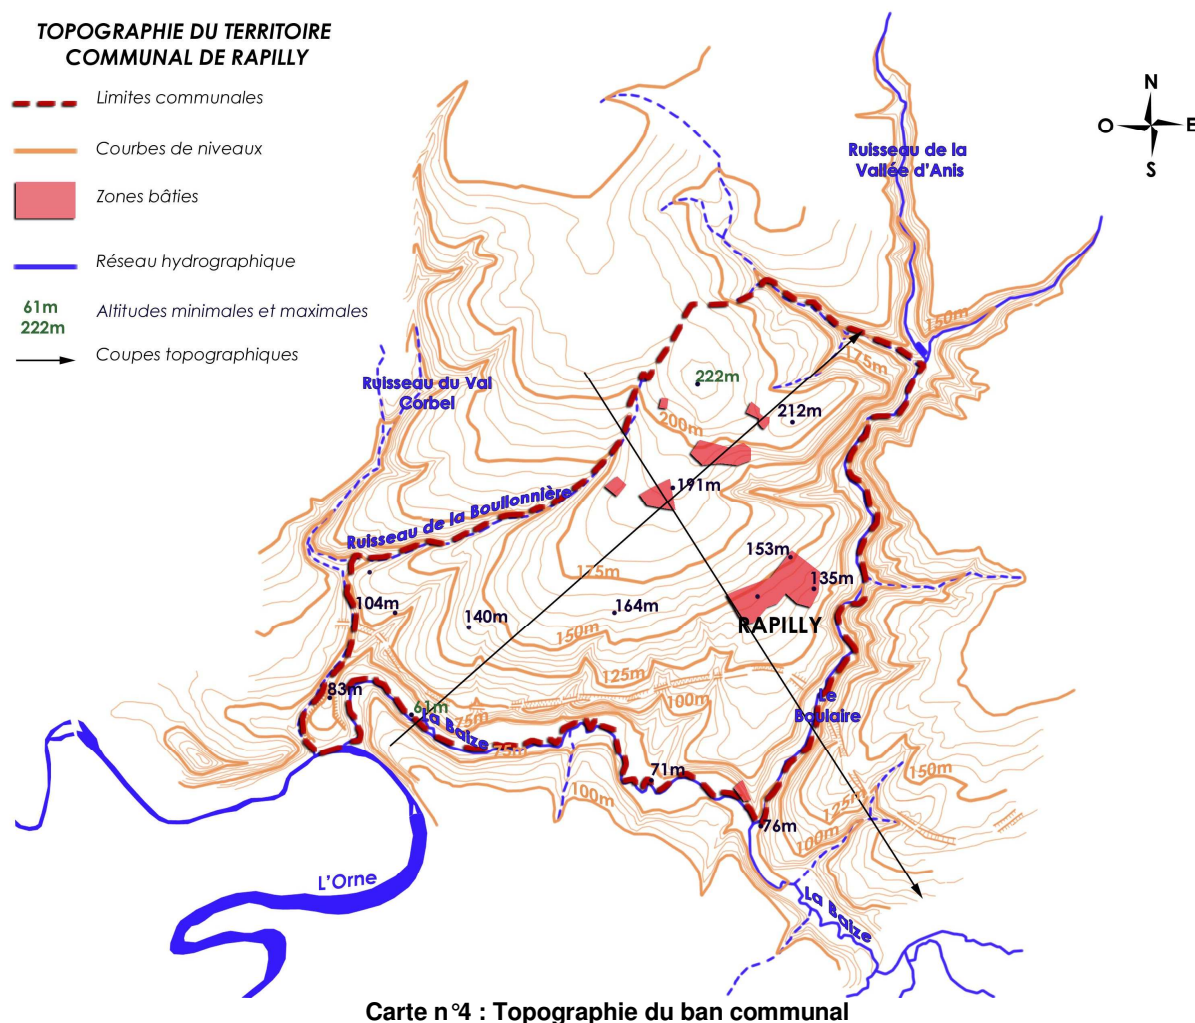 TOPOGRAPHIE DU TERRITOIRE
COMMUNAL DE RAPILLY
Limites communales
Courbes de niveaux
Zones bâties
Réseau hydrographique
61m
222m
Altitudes minimales et maximales
Coupes topographiques
N
O
E
S
Ruisseau de la
Vallée d'Anis
150m
175m
Ruisseau du Val
Corbel
222m
212m
200m
191m
Ruisseau de la Boullonnière
153m
135m
175m
104m
140m
164m
RAPILLY
150m
125m
100m
83m
61m
La Baize
75m
75m
Le
Boulaire
71m
100m
150m
125m
76m
100m
L'Orne
La Baize
Carte n°4 : Topographie du ban communal